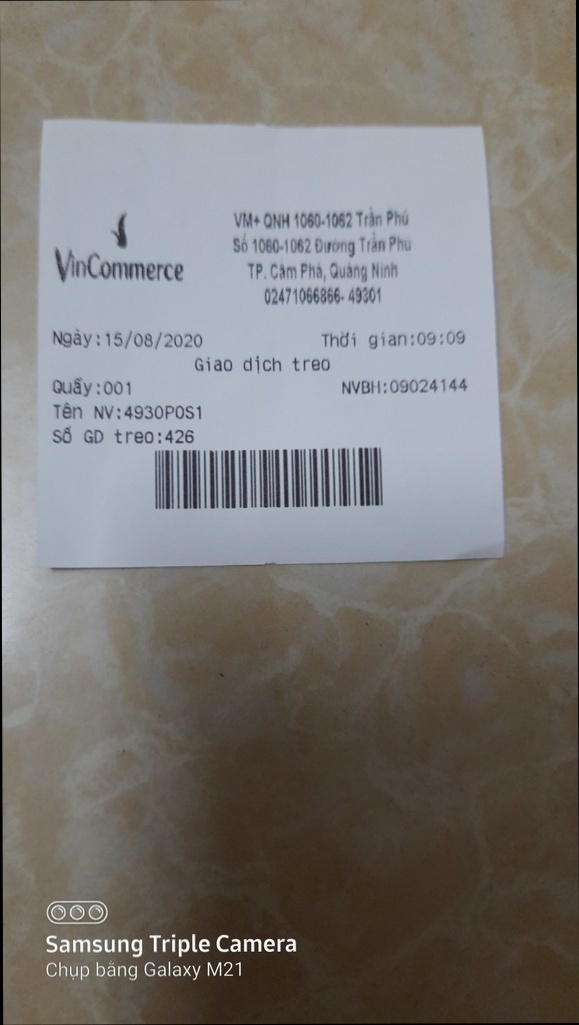 VinCommerce
VM+ QNH 1060-1062 Trần Phú
Số 1060-1062 Đường Trần Phú
TP. Cẩm Phả, Quảng Ninh
02471066866- 49301
Ngày:15/08/2020 Thời gian:09:09
Giao dịch treo
Quầy:001 NVBH:09024144
Tên NV:4930POS1
Số GD treo:426
Samsung Triple Camera
Chụp bằng Galaxy M21